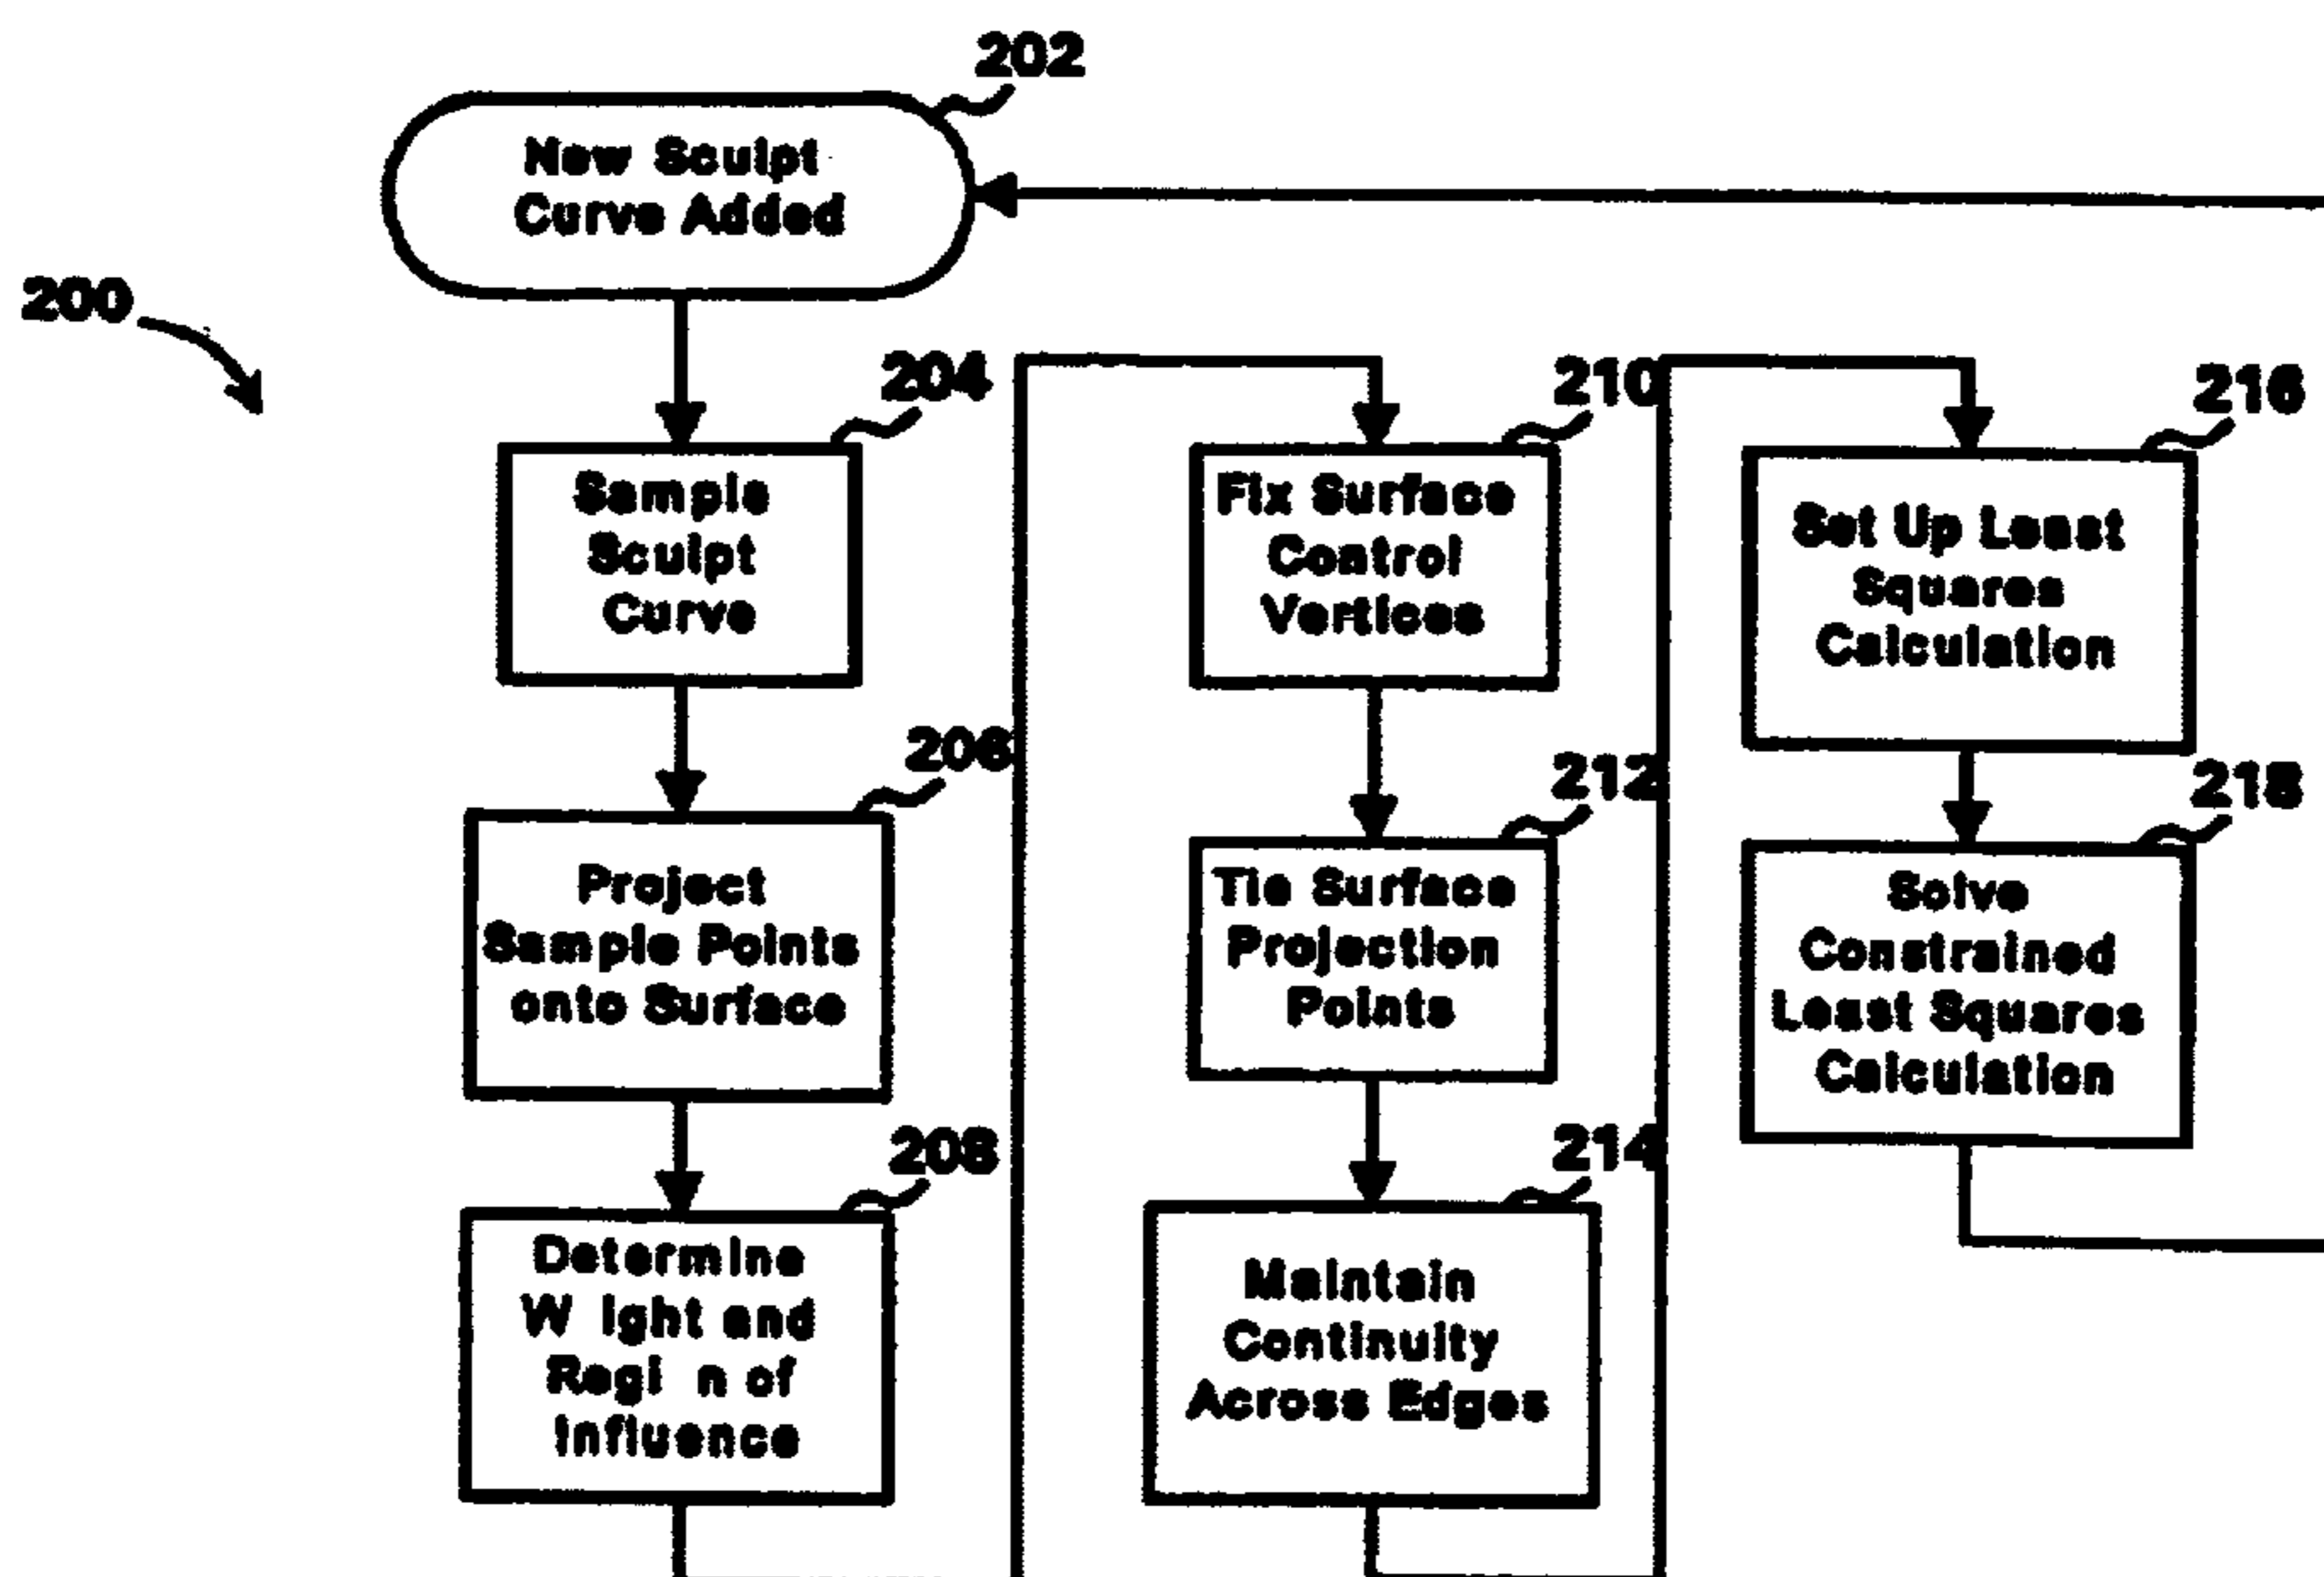 202
New Sculpt
Curve Added
200
204
Sample
Sculpt
Curve
206
Project
Sample Points
onto Surface
208
Determine
W ight and
Regi n of
Influence
210
Fix Surface
Control
Vertices
212
Tie Surface
Projection
Points
214
Maintain
Continuity
Across Edges
216
Set Up Least
Squares
Calculation
218
Solve
Constrained
Least Squares
Calculation